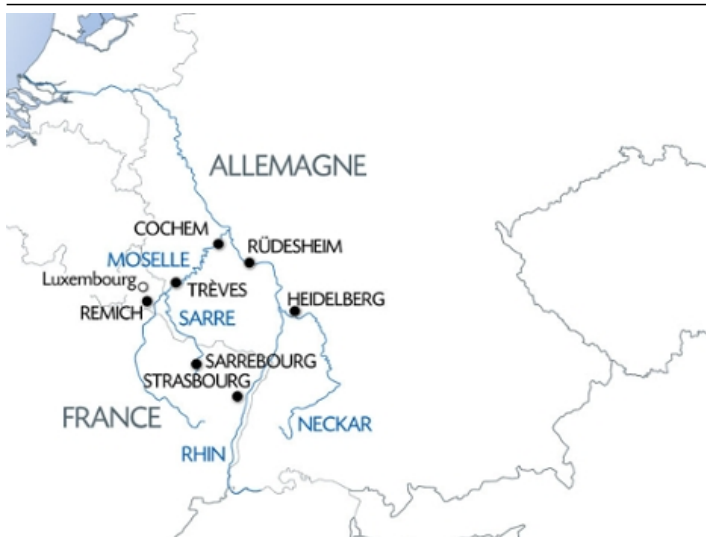 ALLEMAGNE
COCHEM
RÜDESHEIM
MOSELLE
Luxembourg
TRÈVES
REMICH
HEIDELBERG
SARRE
SARREBOURG
STRASBOURG
FRANCE
NECKAR
RHIN